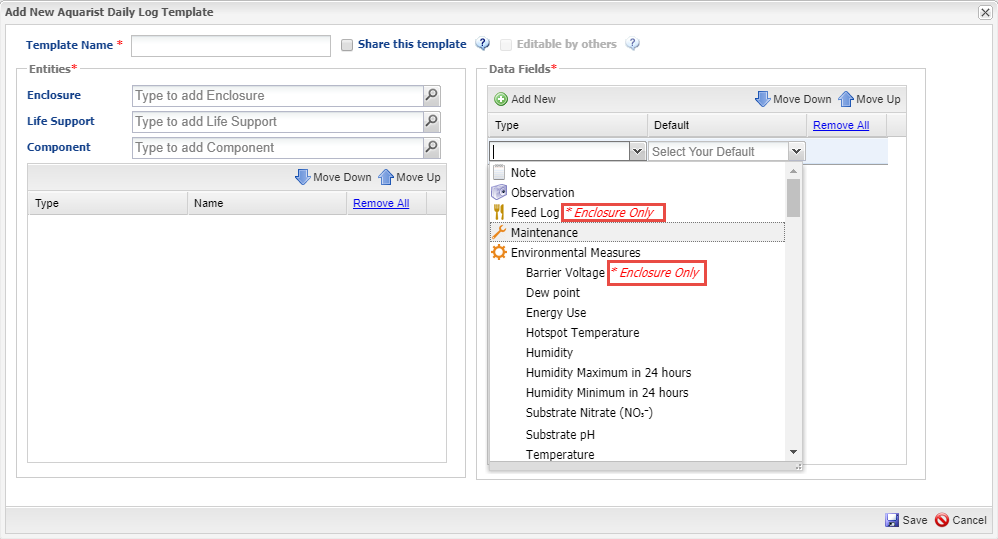 Add New Aquarist Daily Log Template
Template Name * Share this template Editable by others
Entities*
Enclosure Type to add Enclosure
Life Support Type to add Life Support
Component Type to add Component
Move Down Move Up
Type Name Remove All
Data Fields*
Add New Move Down Move Up
Type Default Remove All
Select Your Default
Note
Observation
Feed Log * Enclosure Only
Maintenance
Environmental Measures
Barrier Voltage * Enclosure Only
Dew point
Energy Use
Hotspot Temperature
Humidity
Humidity Maximum in 24 hours
Humidity Minimum in 24 hours
Substrate Nitrate (NO₃⁻)
Substrate pH
Temperature
Save Cancel